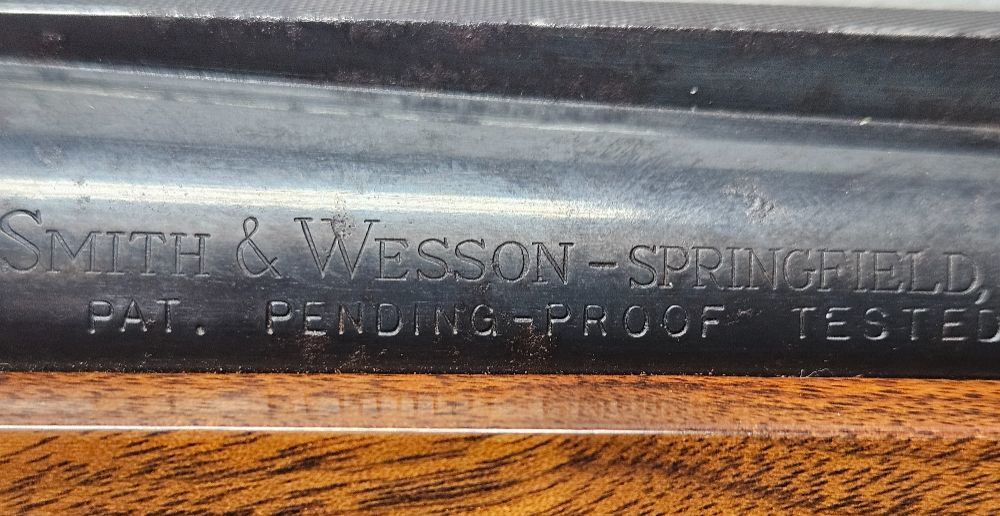 SMITH & WESSON – SPRINGFIELD,
PAT. PENDING-PROOF TESTED